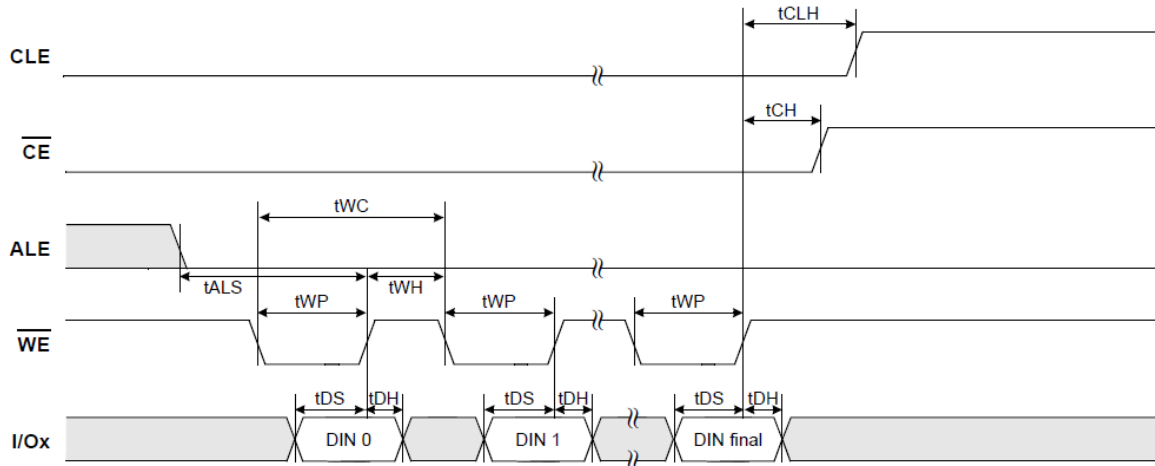 tCLH
CLE
tCH
CE
tWC
ALE
tALS
tWH
tWP
tWP
tWP
WE
tDS
tDH
tDS
tDH
tDS
tDH
I/Ox
DIN 0
DIN 1
DIN final